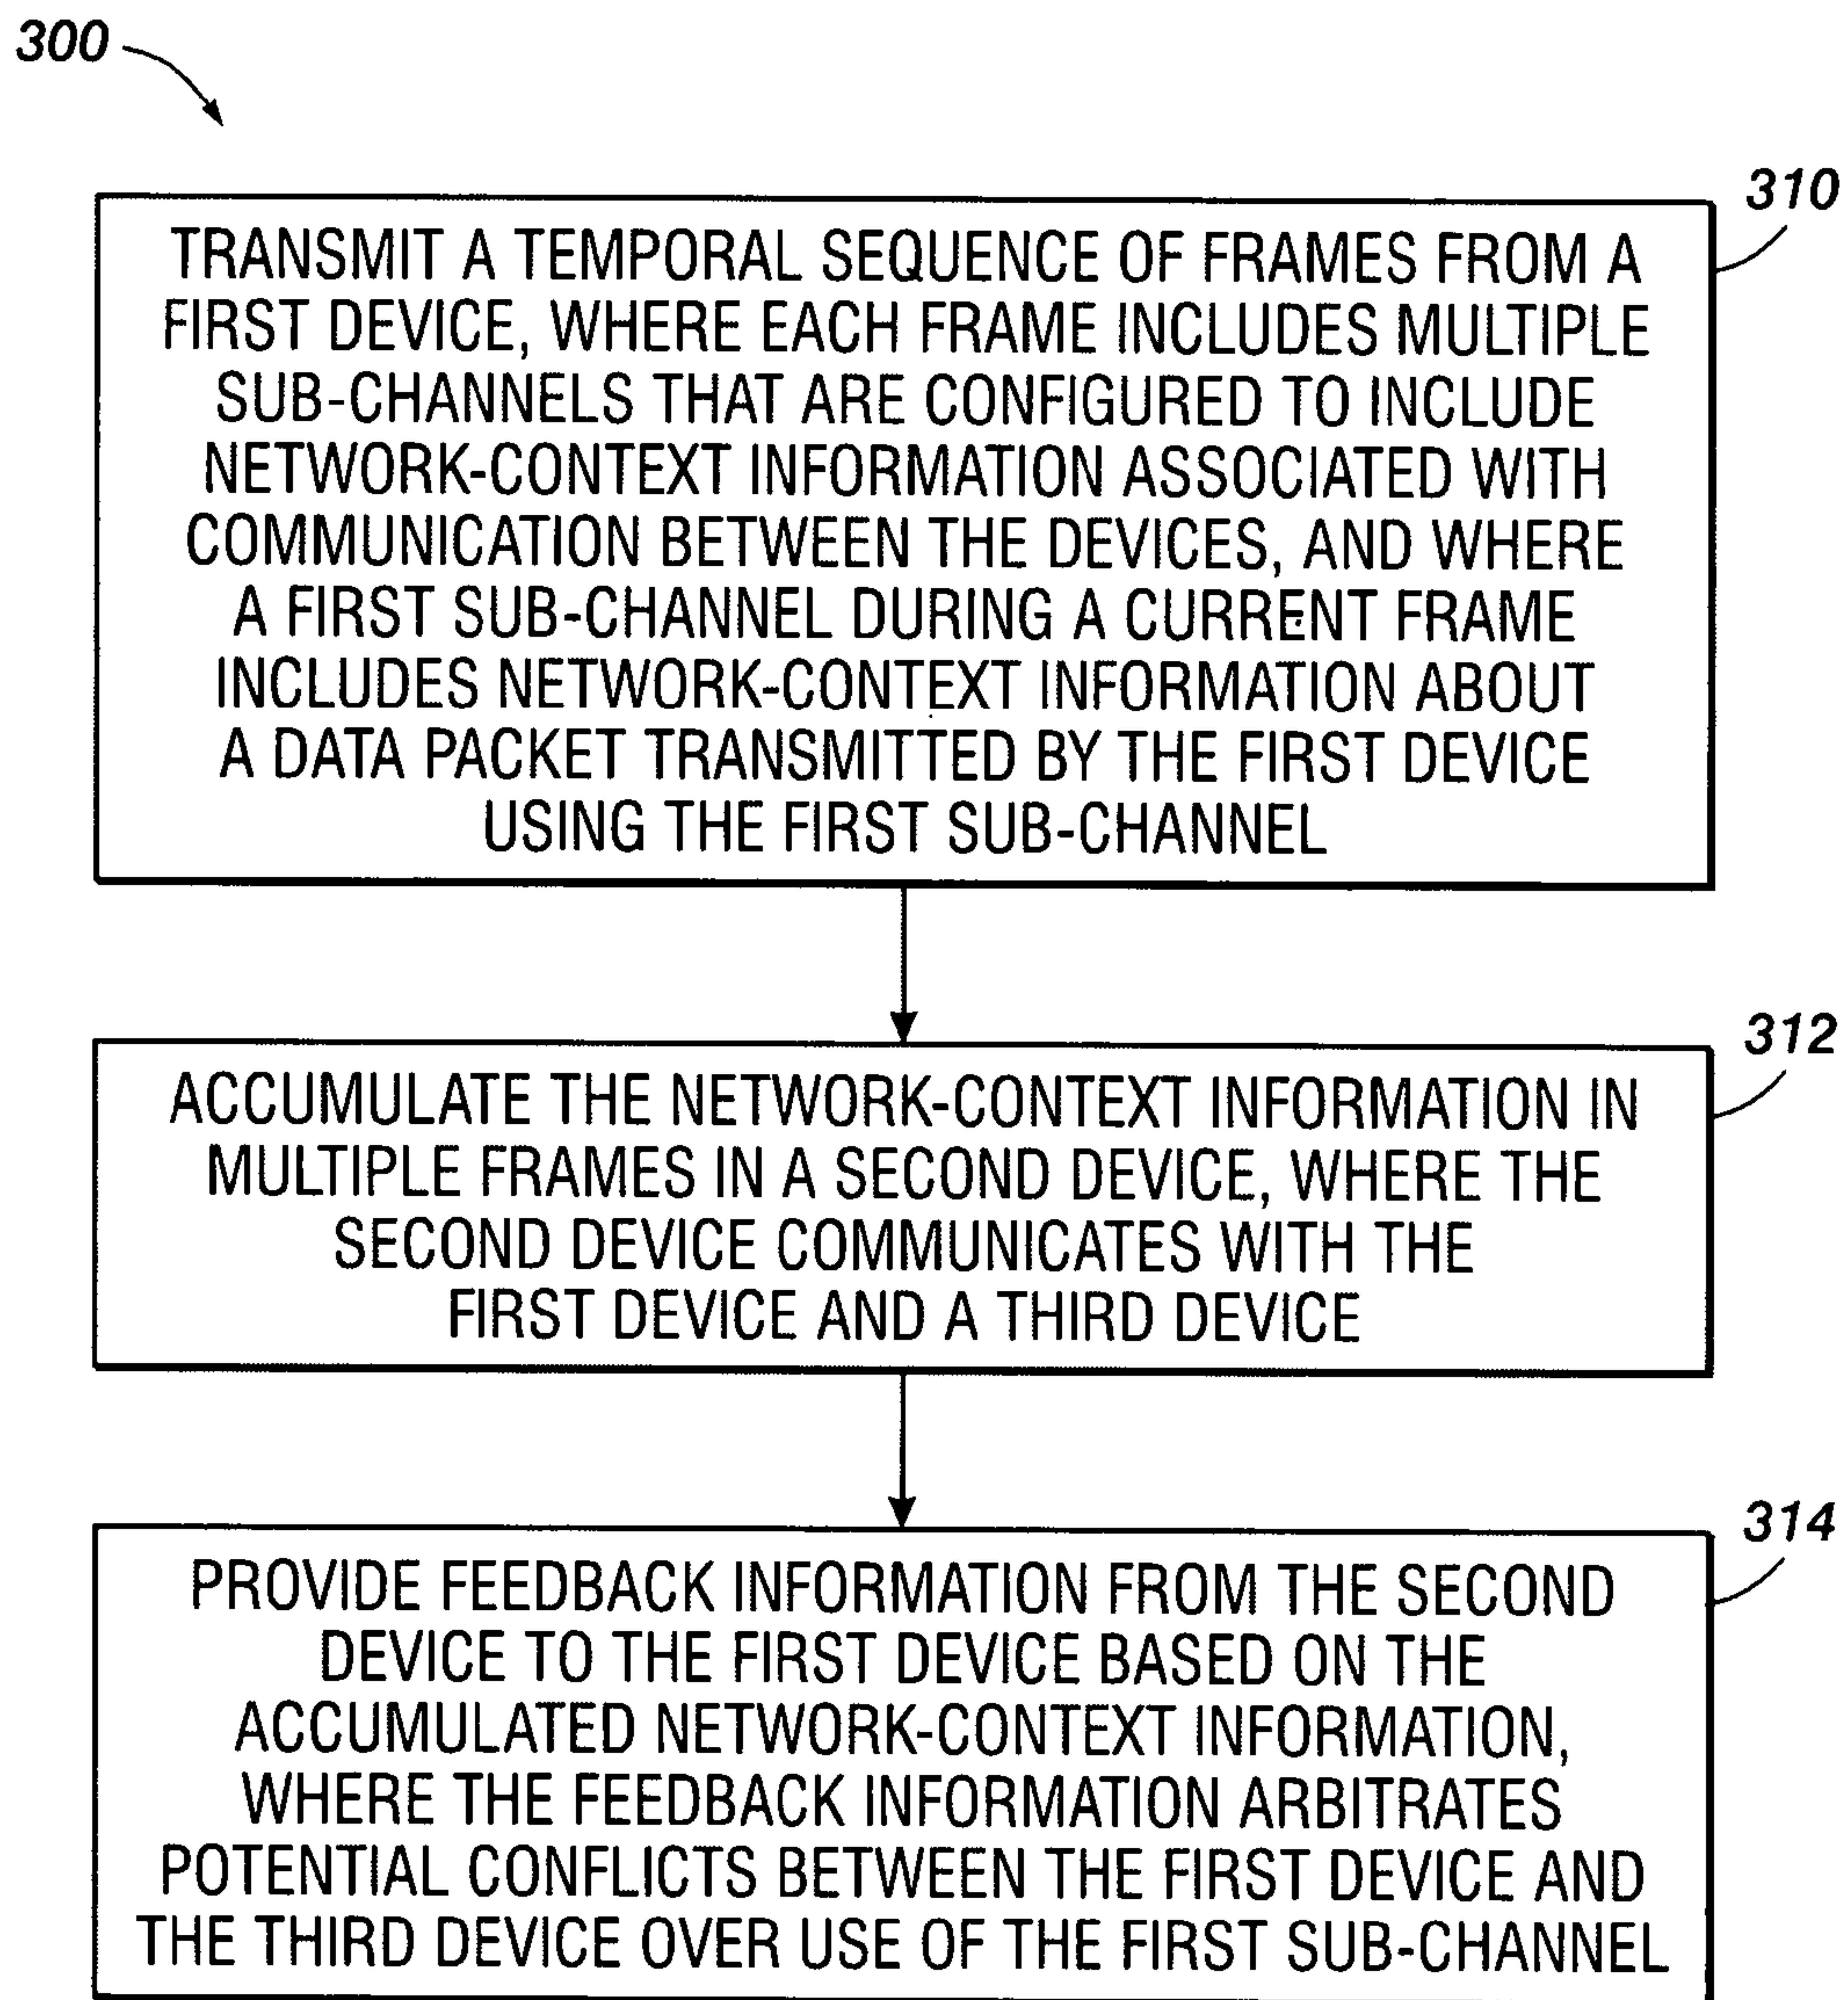 300
310
TRANSMIT A TEMPORAL SEQUENCE OF FRAMES FROM A
FIRST DEVICE, WHERE EACH FRAME INCLUDES MULTIPLE
SUB-CHANNELS THAT ARE CONFIGURED TO INCLUDE
NETWORK-CONTEXT INFORMATION ASSOCIATED WITH
COMMUNICATION BETWEEN THE DEVICES, AND WHERE
A FIRST SUB-CHANNEL DURING A CURRENT FRAME
INCLUDES NETWORK-CONTEXT INFORMATION ABOUT
A DATA PACKET TRANSMITTED BY THE FIRST DEVICE
USING THE FIRST SUB-CHANNEL
312
ACCUMULATE THE NETWORK-CONTEXT INFORMATION IN
MULTIPLE FRAMES IN A SECOND DEVICE, WHERE THE
SECOND DEVICE COMMUNICATES WITH THE
FIRST DEVICE AND A THIRD DEVICE
314
PROVIDE FEEDBACK INFORMATION FROM THE SECOND
DEVICE TO THE FIRST DEVICE BASED ON THE
ACCUMULATED NETWORK-CONTEXT INFORMATION,
WHERE THE FEEDBACK INFORMATION ARBITRATES
POTENTIAL CONFLICTS BETWEEN THE FIRST DEVICE AND
THE THIRD DEVICE OVER USE OF THE FIRST SUB-CHANNEL